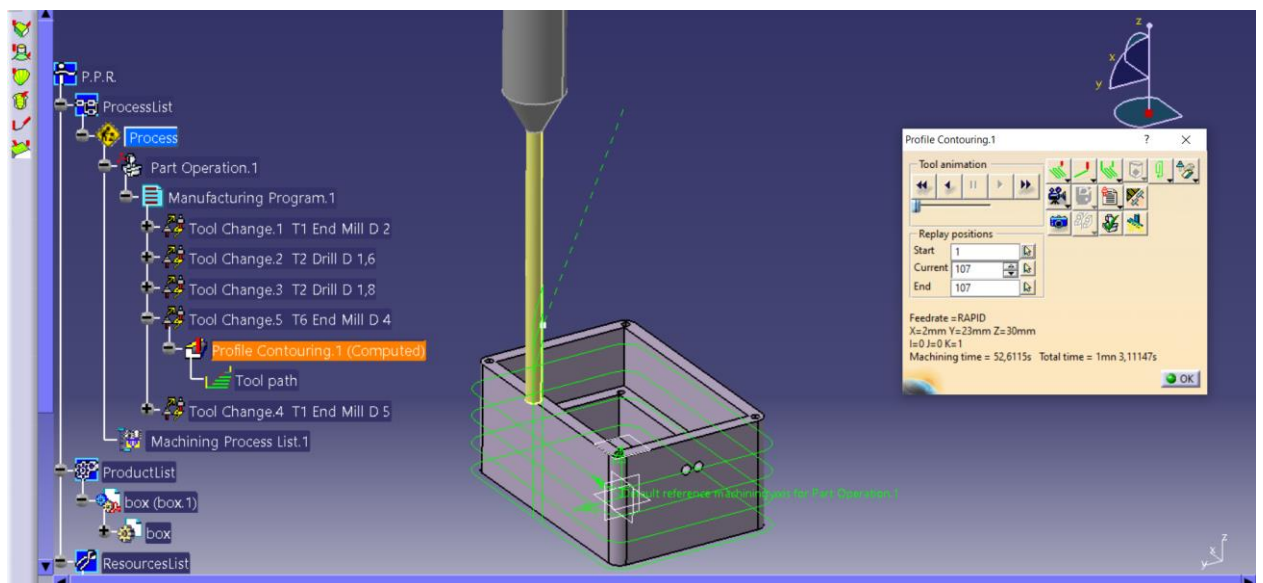 P.P.R.
ProcessList
Process
Part Operation.1
Manufacturing Program.1
Tool Change.1 T1 End Mill D 2
Tool Change.2 T2 Drill D 1,6
Tool Change.3 T2 Drill D 1,8
Tool Change.5 T6 End Mill D 4
Profile Contouring.1 (Computed)
Tool path
Tool Change.4 T1 End Mill D 5
Machining Process List.1
ProductList
box (box.1)
box
ResourcesList
z
x
y
Profile Contouring.1 ? ×
Tool animation
Replay positions
Start 1
Current 107
End 107
Feedrate =RAPID
X=2mm Y=23mm Z=30mm
I=0 J=0 K=1
Machining time = 52,6115s Total time = 1mn 3,11147s
OK
Default reference machining axis for Part Operation.1
z
x
y